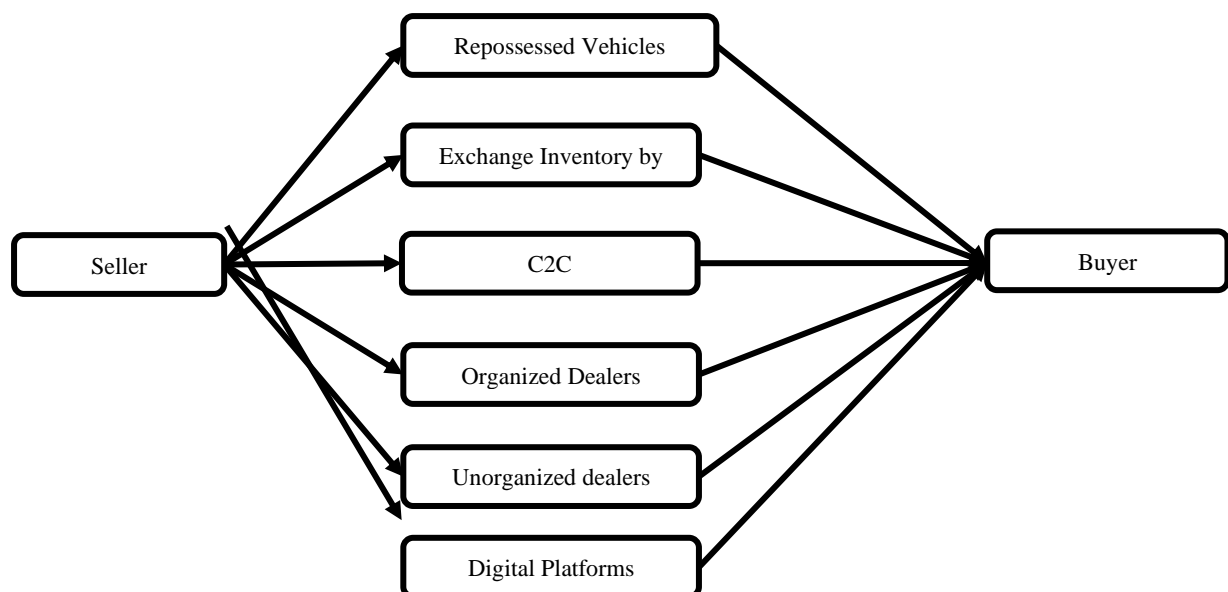 Repossessed Vehicles
Exchange Inventory by
Seller
C2C
Buyer
Organized Dealers
Unorganized dealers
Digital Platforms